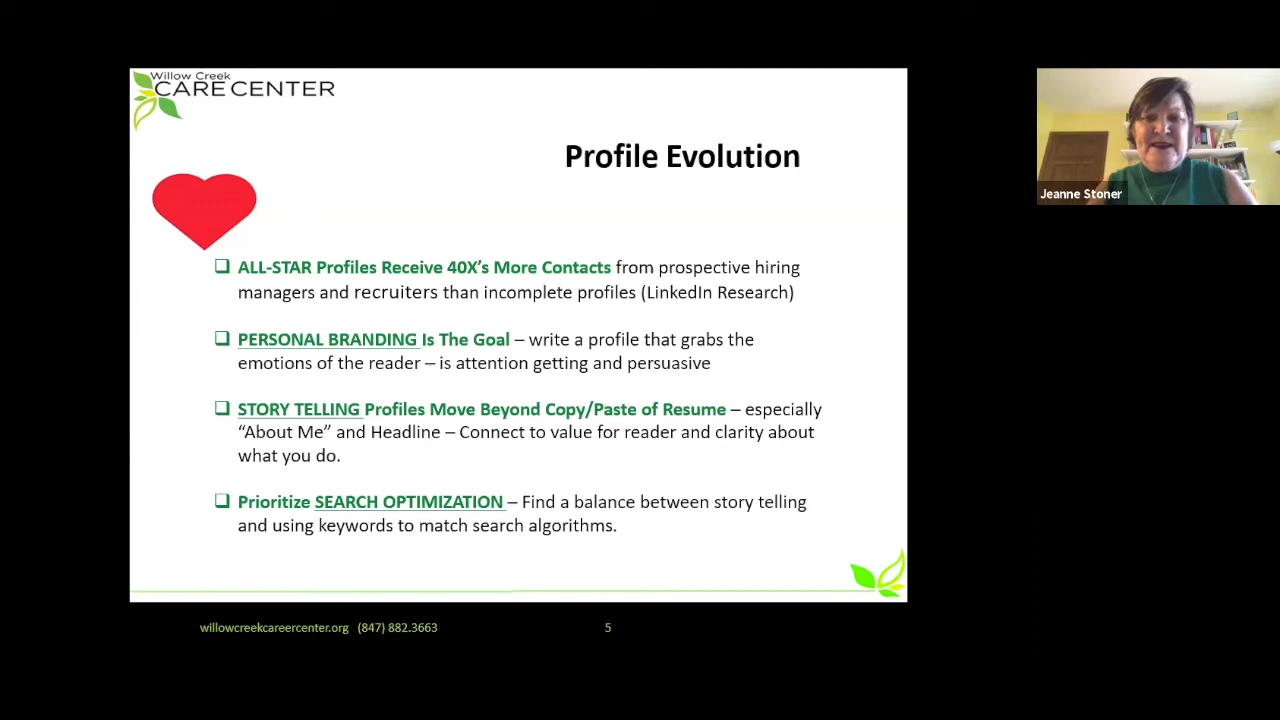 Willow Creek
CARE CENTER
Profile Evolution
Jeanne Stoner
❑ ALL-STAR Profiles Receive 40X's More Contacts from prospective hiring
managers and recruiters than incomplete profiles (LinkedIn Research)
❑ PERSONAL BRANDING Is The Goal – write a profile that grabs the
emotions of the reader – is attention getting and persuasive
❑ STORY TELLING Profiles Move Beyond Copy/Paste of Resume – especially
“About Me” and Headline – Connect to value for reader and clarity about
what you do.
❑ Prioritize SEARCH OPTIMIZATION – Find a balance between story telling
and using keywords to match search algorithms.
willowcreekcareercenter.org (847) 882.3663 5